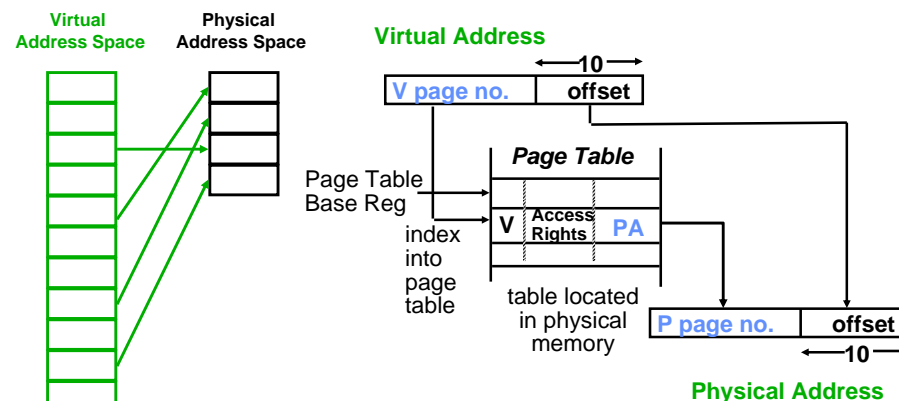 Virtual
Address Space
Physical
Address Space
Virtual Address
10
V page no.
offset
Page Table
Page Table
Base Reg
V
Access
Rights
PA
index
into
page
table
table located
in physical
memory
P page no.
offset
10
Physical Address